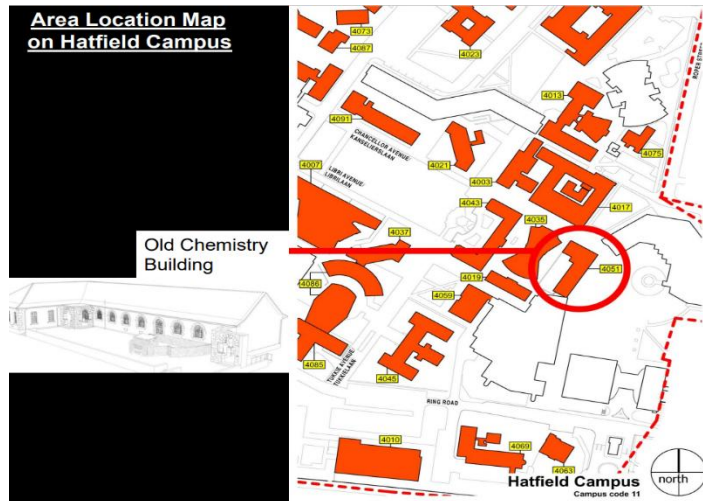 Area Location Map
on Hatfield Campus
Old Chemistry
Building
4073
4087
4023
4013
4091
CHANCELLOR AVENUE/
KANSELIERSLAAN
4021
4075
ROPER STREET
4007
LIBRI AVENUE/
LIBRILAAN
4003
4043
4017
4037
4035
4051
4086
4019
4059
4085
TUKKIE AVENUE/
TUKKIELAAN
4045
RING ROAD
4010
4069
4063
Hatfield Campus
Campus code 11
north